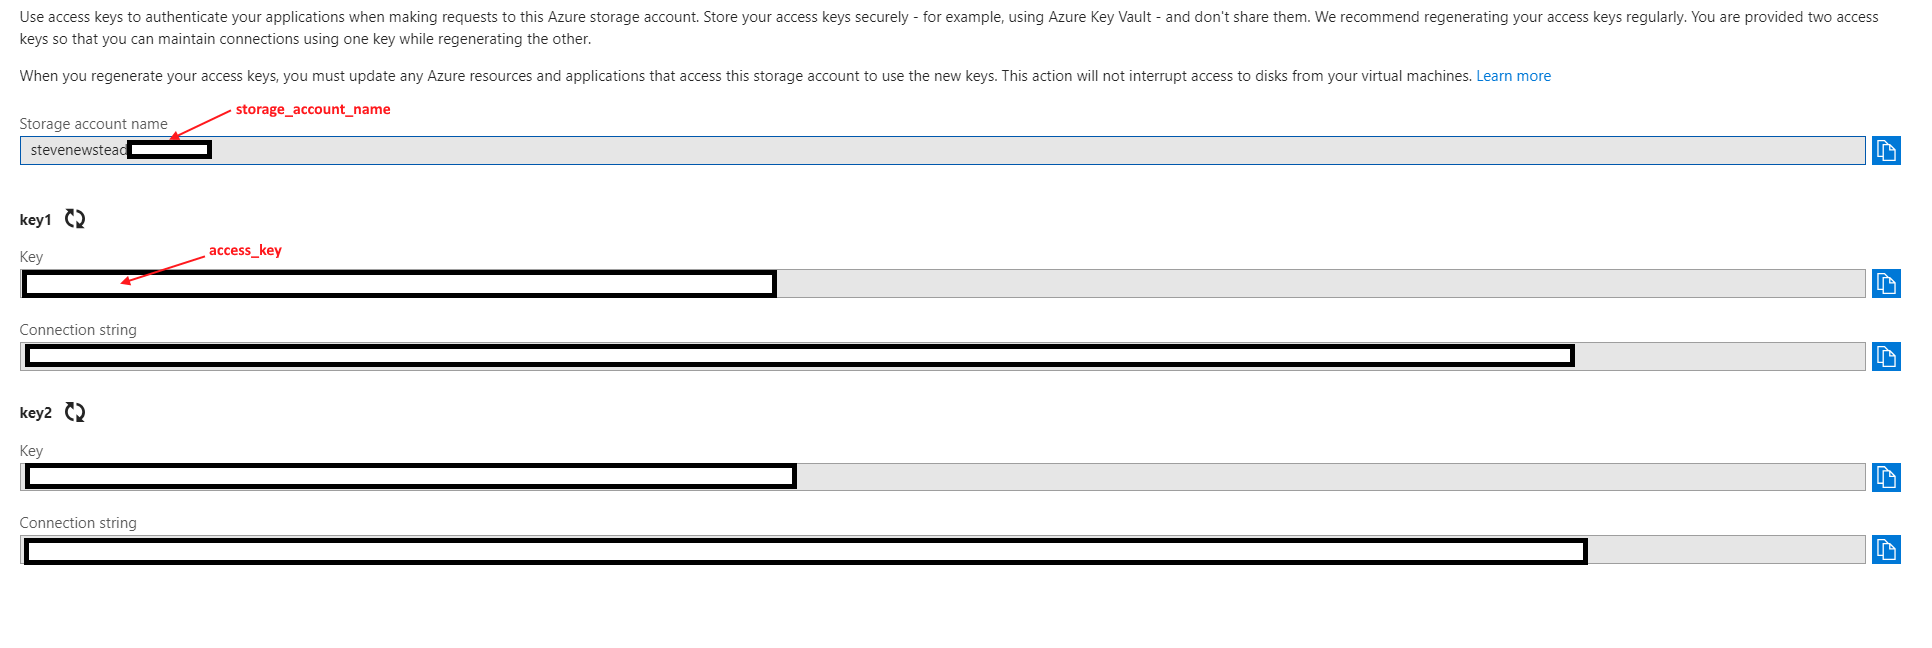 Use access keys to authenticate your applications when making requests to this Azure storage account. Store your access keys securely - for example, using Azure Key Vault - and don't share them. We recommend regenerating your access keys regularly. You are provided two access
keys so that you can maintain connections using one key while regenerating the other.
When you regenerate your access keys, you must update any Azure resources and applications that access this storage account to use the new keys. This action will not interrupt access to disks from your virtual machines. Learn more
storage_account_name
Storage account name
stevenewstead
key1
access_key
Key
Connection string
key2
Key
Connection string